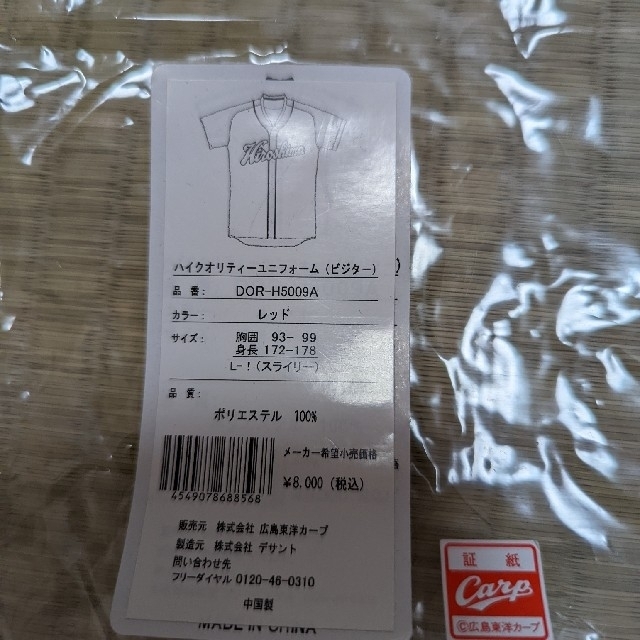 Hiroshima
ハイクオリティーユニフォーム(ビジター)
品 番: DOR-H5009A
カラー: レッド
サイズ: 胸囲 93- 99
身長 172-178
L-!(スライリー)
品 質:
ポリエステル 100%
メーカー希望小売価格
¥8.000(税込)
4549078688568
販売元 株式会社 広島東洋カープ
製造元 株式会社 デサント
問い合わせ先
フリーダイヤル 0120-46-0310
中国製
MADE IN CHINA
証紙
Carp
©広島東洋カープ